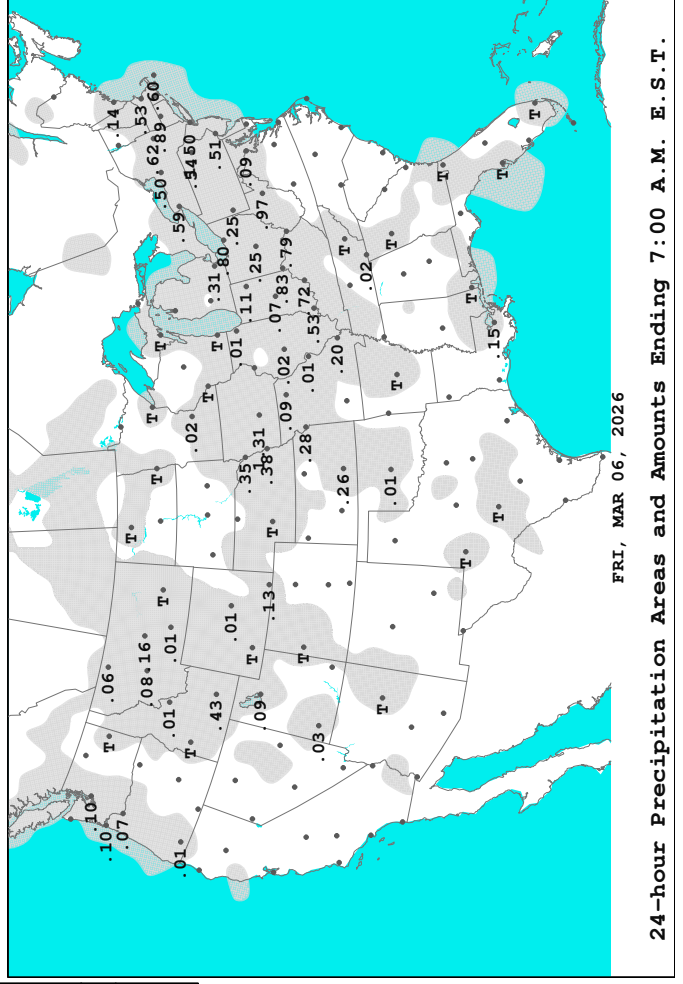 .10
.10
.07
.01
T
T
.06
.08
.16
.01
.01
T
.43
.01
.13
.09
T
T
.03
T
T
T
T
.35
.38
.28
.26
.01
T
T
T
.02
T
T
T
.01
.02
.09
.01
.20
T
.31
.11
.07
.83
.72
.53
.80
.25
.25
.79
.97
.59
.50
.62
.89
.53
.14
.60
.54
.50
.51
.09
T
.02
T
T
T
T
T
.15
FRI, MAR 06, 2026
24-hour Precipitation Areas and Amounts Ending 7:00 A.M. E.S.T.